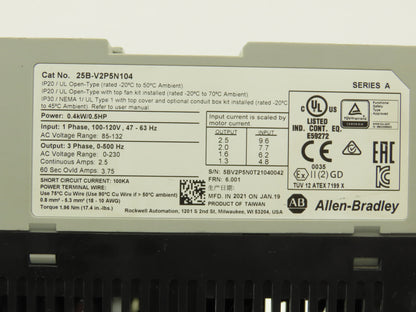 Cat No. 25B-V2P5N104
IP20 / UL Open-Type (rated -20°C to 50°C Ambient)
IP20 / UL Open-Type with top fan kit installed (rated -20°C to 70°C Ambient)
IP30 / NEMA 1/ UL Type 1 with top cover and optional conduit box kit installed (rated -20°C
to 45°C Ambient) Refer to user manual.
SERIES A
Power: 0.4kW/0.5HP
Input: 1 Phase, 100-120V, 47 - 63 Hz
AC Voltage Range: 85-132
Output: 3 Phase, 0-500 Hz
AC Voltage Range: 0-230
Continuous Amps: 2.5
60 Sec Ovld Amps: 3.75
Input current is scaled by
motor current.
OUTPUT INPUT
2.5 9.6
2.0 7.7
1.6 6.2
1.3 4.8
UL
US
LISTED
IND. CONT. EQ.
E59272
0035
Ex II (2) GD
TUV 12 ATEX 7199 X
SHORT CIRCUIT CURRENT: 100KA
POWER TERMINAL WIRE:
Use 75°C Cu Wire (Use 90°C Cu Wire if > 50°C ambient)
0.8 mm² - 5.3 mm² (18 - 10 AWG)
Torque 1.96 Nm (17.4 in.-lbs)
S/N: 5BV2P5N0T21040042
FRN: 6.001
MFD. IN 2021 ON JAN.19
PRODUCT OF TAIWAN
Rockwell Automation, 1201 S 2nd St, Milwaukee, WI 53204, USA
AB Allen-Bradley